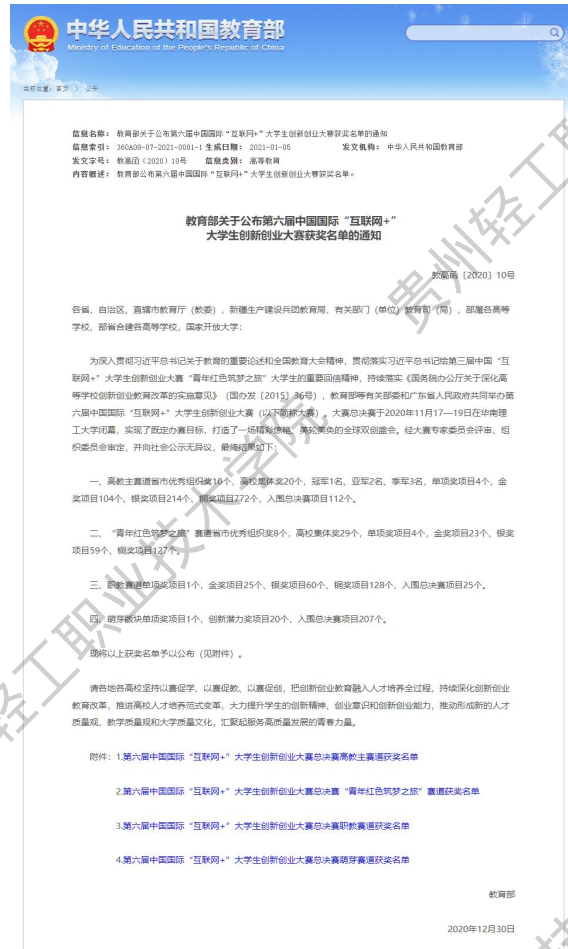 中华人民共和国教育部
Ministry of Education of the People's Republic of China
当前位置：首页 > 公开
信息名称： 教育部关于公布第六届中国国际“互联网+”大学生创新创业大赛获奖名单的通知
信息索引： 360A08-07-2021-0001-1 生成日期： 2021-01-05 发文机构： 中华人民共和国教育部
发文字号： 教高函〔2020〕10号 信息类别： 高等教育
内容概述： 教育部公布第六届中国国际“互联网+”大学生创新创业大赛获奖名单。
教育部关于公布第六届中国国际“互联网+”
大学生创新创业大赛获奖名单的通知
教高函〔2020〕10号
各省、自治区、直辖市教育厅（教委），新疆生产建设兵团教育局，有关部门（单位）教育司（局），部属各高等
学校、部省合建各高等学校，国家开放大学：
为深入贯彻习近平总书记关于教育的重要论述和全国教育大会精神，贯彻落实习近平总书记给第三届中国“互
联网+”大学生创新创业大赛“青年红色筑梦之旅”大学生的重要回信精神，持续落实《国务院办公厅关于深化高
等学校创新创业教育改革的实施意见》（国办发〔2015〕36号），教育部等有关部委和广东省人民政府共同举办第
六届中国国际“互联网+”大学生创新创业大赛（以下简称大赛）。大赛总决赛于2020年11月17—19日在华南理
工大学闭幕，实现了既定办赛目标，打造了一场精彩惊艳、美轮美奂的全球双创盛会。经大赛专家委员会评审、组
织委员会审定，并向社会公示无异议，最终结果如下：
一、高教主赛道省市优秀组织奖10个，高校集体奖20个，冠军1名、亚军2名、季军3名，单项奖项目4个，金
奖项目104个、银奖项目214个、铜奖项目772个，入围总决赛项目112个。
二、“青年红色筑梦之旅”赛道省市优秀组织奖8个，高校集体奖29个，单项奖项目4个，金奖项目23个、银奖
项目59个、铜奖项目127个。
三、职教赛道单项奖项目1个，金奖项目25个、银奖项目60个、铜奖项目128个，入围总决赛项目25个。
四、萌芽版块单项奖项目1个，创新潜力奖项目20个，入围总决赛项目207个。
现将以上获奖名单予以公布（见附件）。
请各地各高校坚持以赛促学、以赛促教、以赛促创，把创新创业教育融入人才培养全过程，持续深化创新创业
教育改革，推进高校人才培养范式变革，大力提升学生的创新精神、创业意识和创新创业能力，推动形成新的人才
质量观、教学质量观和大学质量文化，汇聚起服务高质量发展的青春力量。
附件：1.第六届中国国际“互联网+”大学生创新创业大赛总决赛高教主赛道获奖名单
2.第六届中国国际“互联网+”大学生创新创业大赛总决赛“青年红色筑梦之旅”赛道获奖名单
3.第六届中国国际“互联网+”大学生创新创业大赛总决赛职教赛道获奖名单
4.第六届中国国际“互联网+”大学生创新创业大赛总决赛萌芽赛道获奖名单
教育部
2020年12月30日
贵州轻工职
轻工职业技术学院